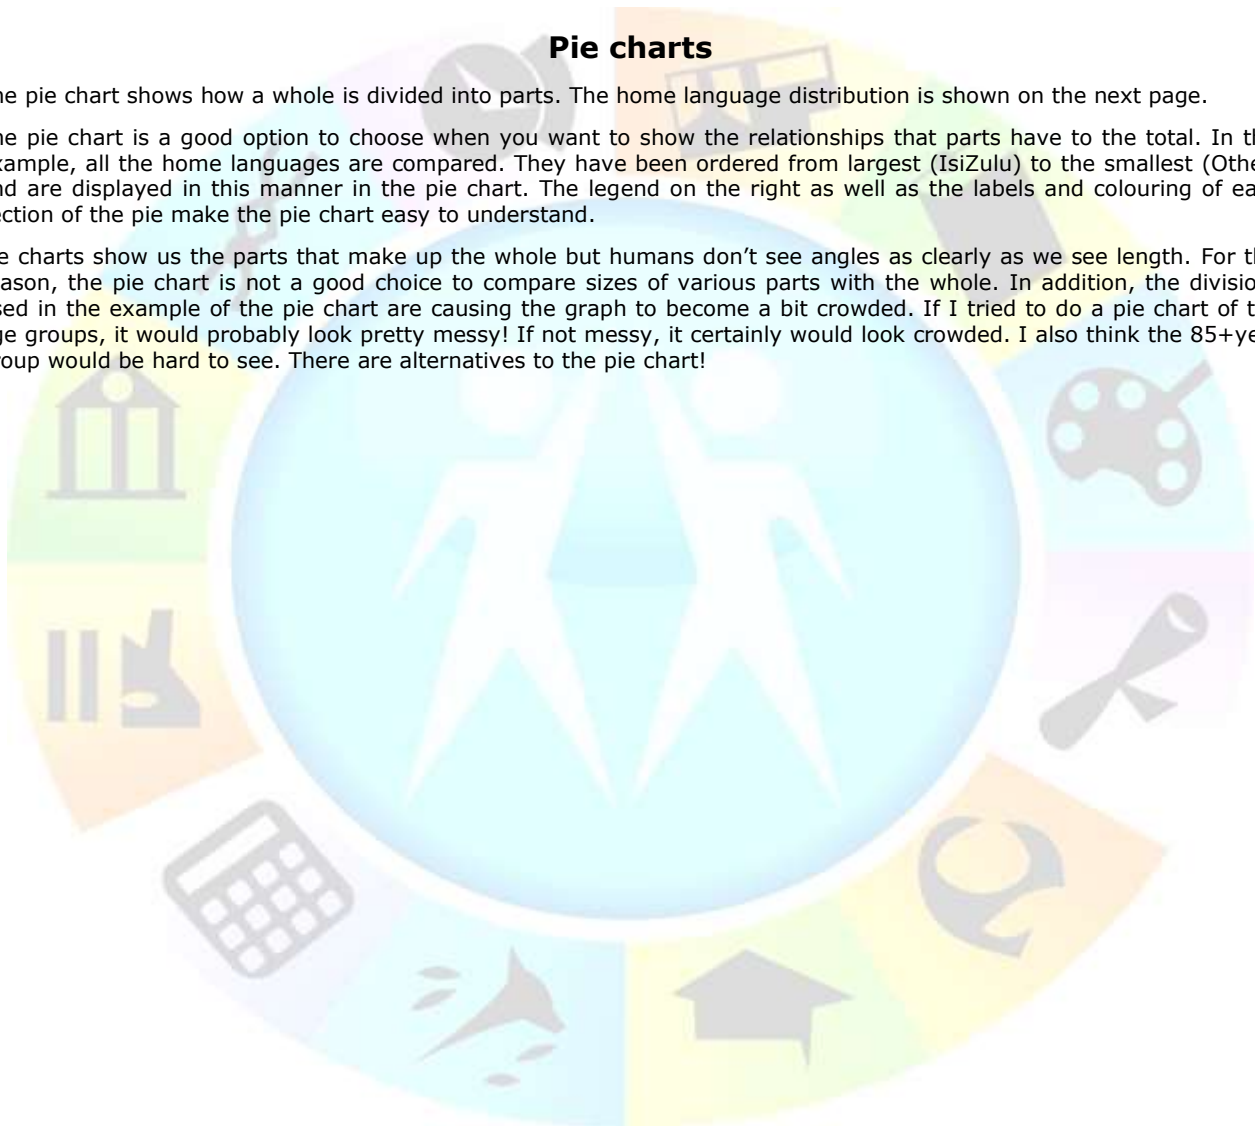 Pie charts
he pie chart shows how a whole is divided into parts. The home language distribution is shown on the next page.
he pie chart is a good option to choose when you want to show the relationships that parts have to the total. In th
xample, all the home languages are compared. They have been ordered from largest (IsiZulu) to the smallest (Othe
nd are displayed in this manner in the pie chart. The legend on the right as well as the labels and colouring of ea
ection of the pie make the pie chart easy to understand.
e charts show us the parts that make up the whole but humans don’t see angles as clearly as we see length. For th
ason, the pie chart is not a good choice to compare sizes of various parts with the whole. In addition, the division
sed in the example of the pie chart are causing the graph to become a bit crowded. If I tried to do a pie chart of t
ge groups, it would probably look pretty messy! If not messy, it certainly would look crowded. I also think the 85+ye
roup would be hard to see. There are alternatives to the pie chart!